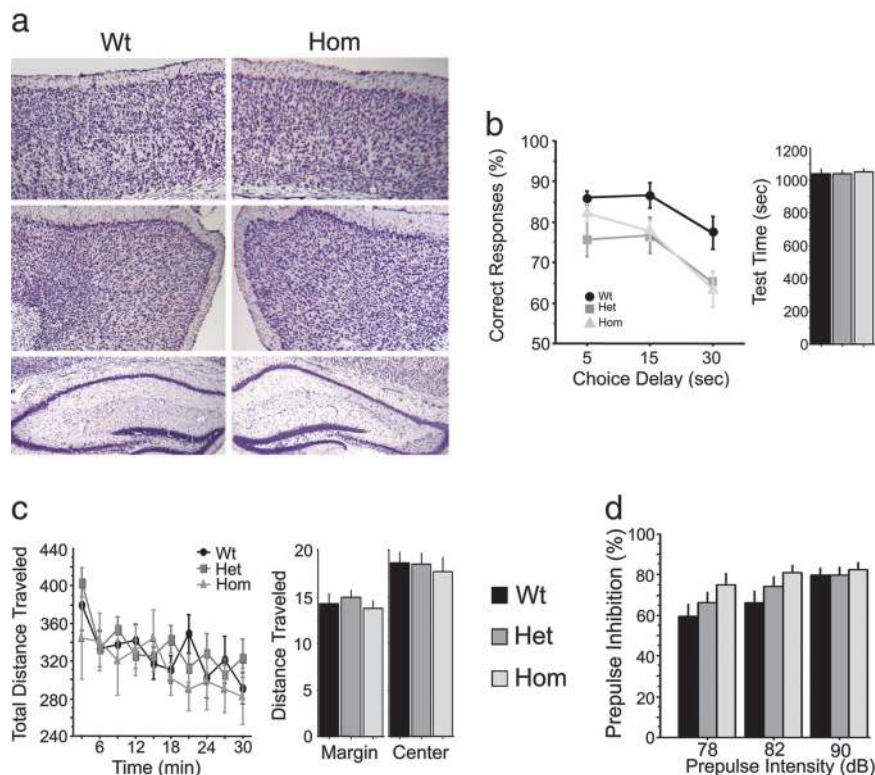 a
Wt Hom
b
Correct Responses (%)
100
90
80
70
60
50
Wt
Het
Hom
5 15 30
Choice Delay (sec)
Test Time (sec)
1200
1000
800
600
400
200
0
c
Total Distance Traveled
440
400
360
320
280
240
Wt
Het
Hom
6 12 18 24 30
Time (min)
Distance Traveled
20
15
10
5
0
Margin Center
Wt
Het
Hom
d
Prepulse Inhibition (%)
100
80
60
40
20
0
78 82 90
Prepulse Intensity (dB)